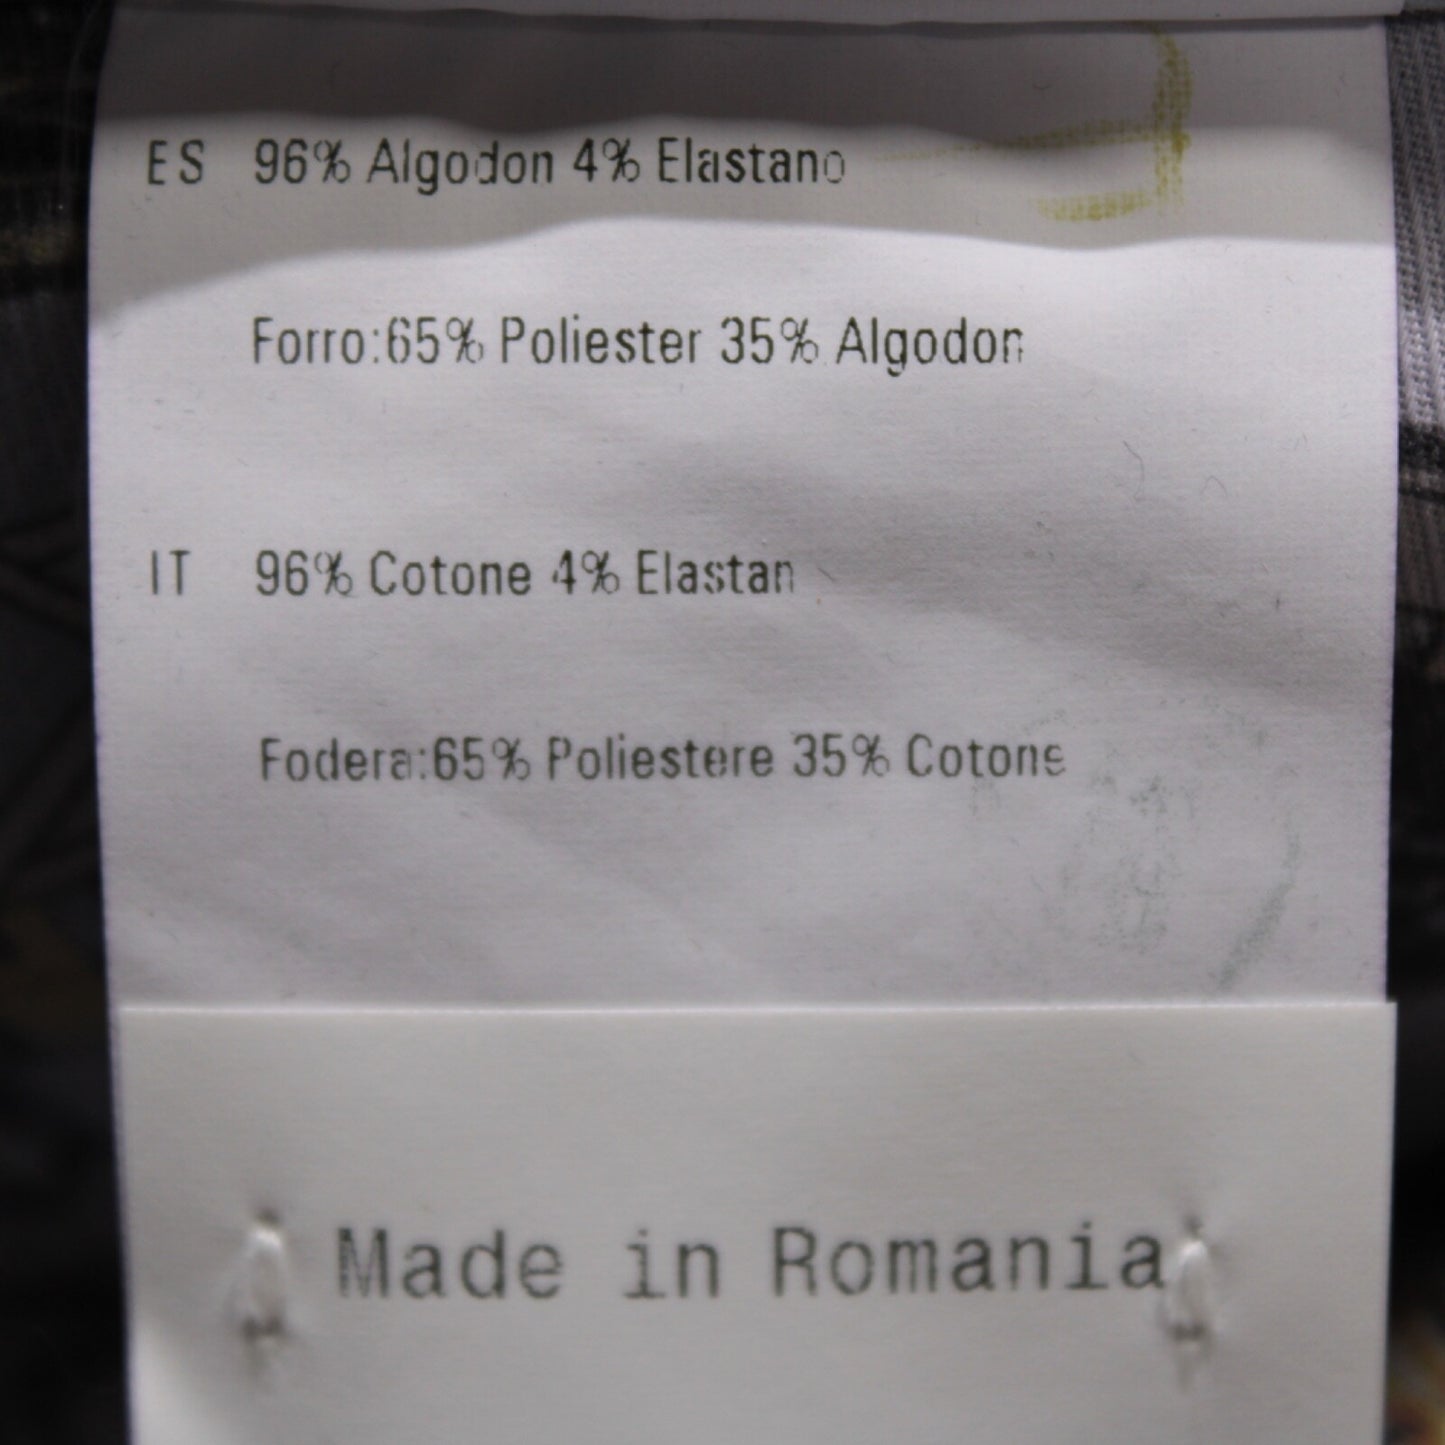 ES 96% Algodon 4% Elastano
Forro:65% Poliester 35% Algodon
IT 96% Cotone 4% Elastan
Fodera:65% Poliestere 35% Cotone
Made in Romania